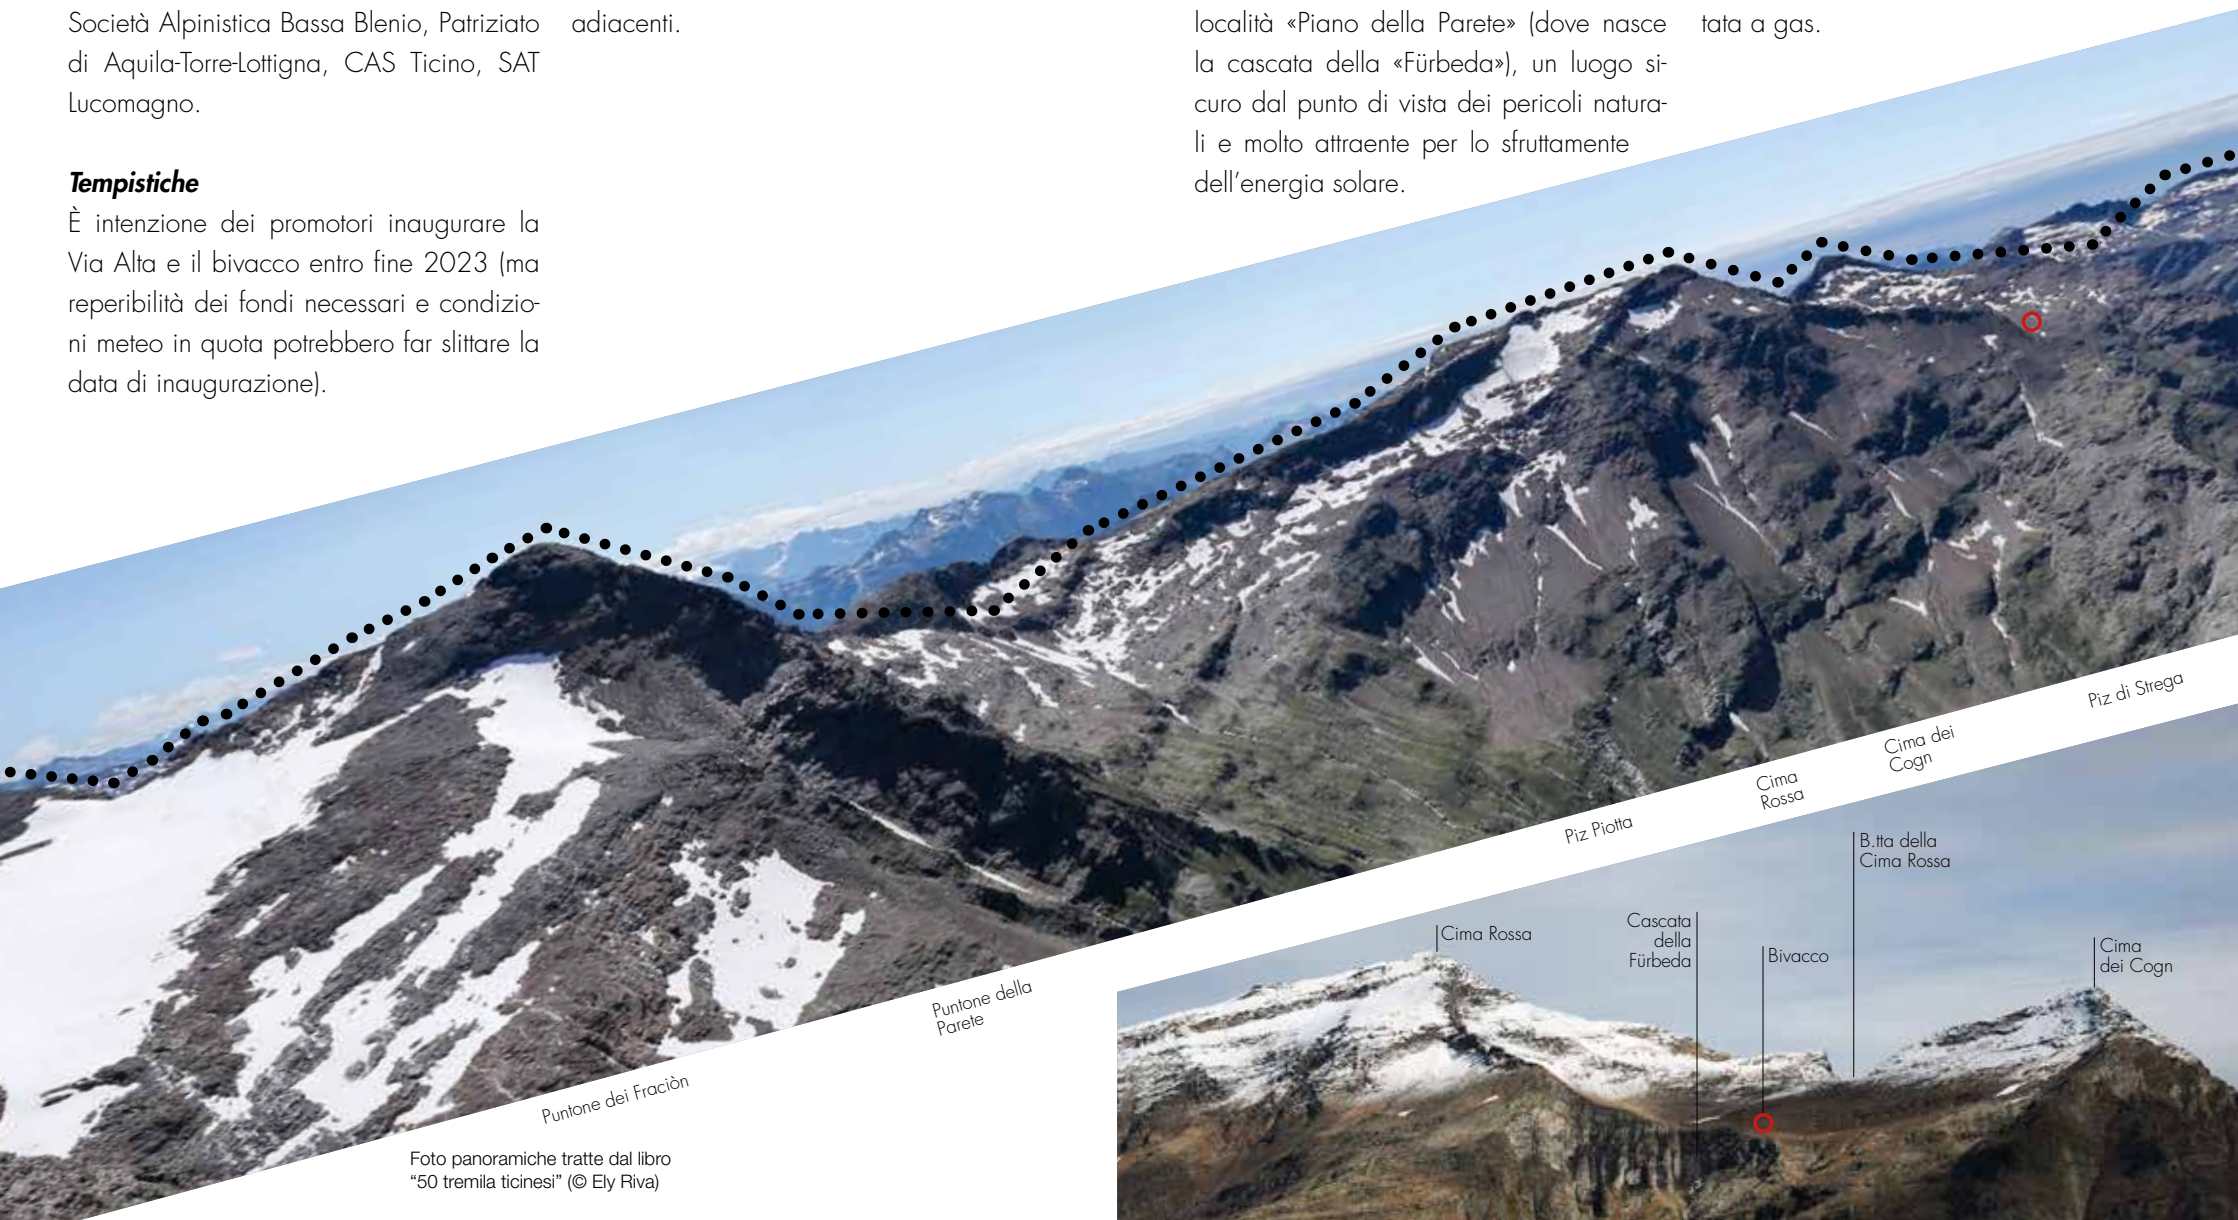 Società Alpinistica Bassa Blenio, Patriziato
di Aquila-Torre-Lottigna, CAS Ticino, SAT
Lucomagno.
Tempistiche
È intenzione dei promotori inaugurare la
Via Alta e il bivacco entro fine 2023 (ma
reperibilità dei fondi necessari e condizio-
ni meteo in quota potrebbero far slittare la
data di inaugurazione).
adiacenti.
località «Piano della Parete» (dove nasce
la cascata della «Fürbeda»), un luogo si-
curo dal punto di vista dei pericoli natura-
li e molto attraente per lo sfruttamente
dell'energia solare.
tata a gas.
Puntone dei Fraciòn
Puntone della
Parete
Piz Piotta
Cima
Rossa
Cima dei
Cogn
Piz di Strega
Foto panoramiche tratte dal libro
“50 tremila ticinesi” (© Ely Riva)
Cima Rossa
Cascata
della
Fürbeda
Bivacco
B.tta della
Cima Rossa
Cima
dei Cogn